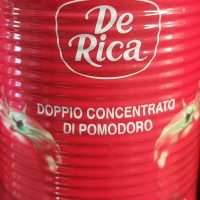 De
Rica
DOPPIO CONCENTRATO
DI POMODORO